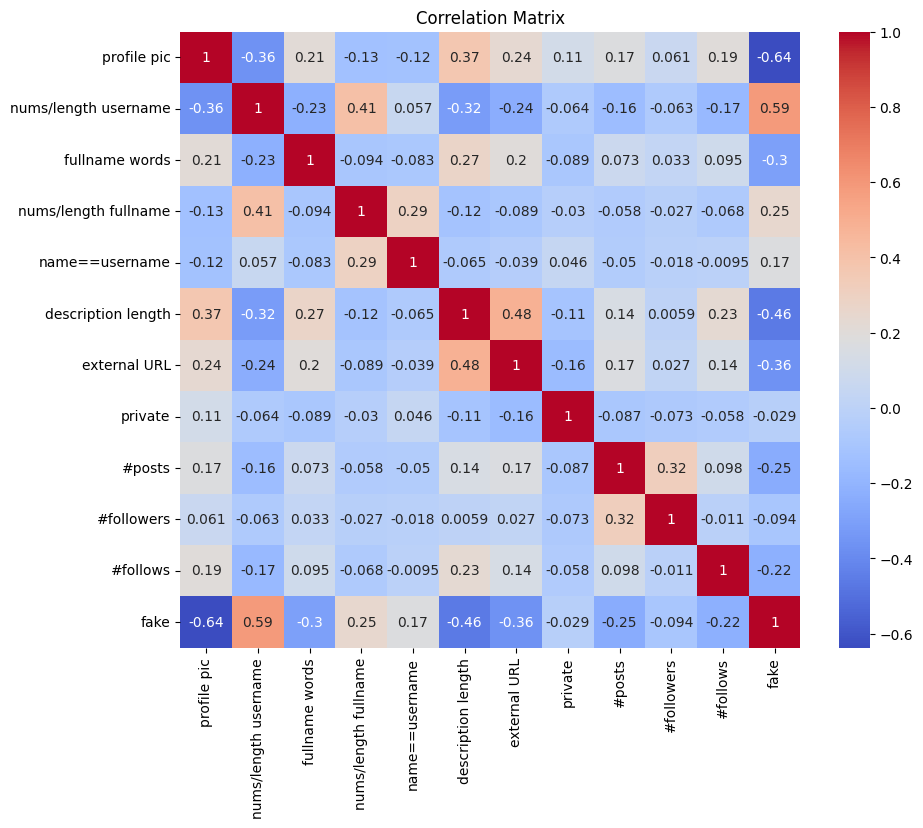 Correlation Matrix
profile pic 1 -0.36 0.21 -0.13 -0.12 0.37 0.24 0.11 0.17 0.061 0.19 -0.64
nums/length username -0.36 1 -0.23 0.41 0.057 -0.32 -0.24 -0.064 -0.16 -0.063 -0.17 0.59
fullname words 0.21 -0.23 1 -0.094 -0.083 0.27 0.2 -0.089 0.073 0.033 0.095 -0.3
nums/length fullname -0.13 0.41 -0.094 1 0.29 -0.12 -0.089 -0.03 -0.058 -0.027 -0.068 0.25
name==username -0.12 0.057 -0.083 0.29 1 -0.065 -0.039 0.046 -0.05 -0.018 -0.0095 0.17
description length 0.37 -0.32 0.27 -0.12 -0.065 1 0.48 -0.11 0.14 0.0059 0.23 -0.46
external URL 0.24 -0.24 0.2 -0.089 -0.039 0.48 1 -0.16 0.17 0.027 0.14 -0.36
private 0.11 -0.064 -0.089 -0.03 0.046 -0.11 -0.16 1 -0.087 -0.073 -0.058 -0.029
#posts 0.17 -0.16 0.073 -0.058 -0.05 0.14 0.17 -0.087 1 0.32 0.098 -0.25
#followers 0.061 -0.063 0.033 -0.027 -0.018 0.0059 0.027 -0.073 0.32 1 -0.011 -0.094
#follows 0.19 -0.17 0.095 -0.068 -0.0095 0.23 0.14 -0.058 0.098 -0.011 1 -0.22
fake -0.64 0.59 -0.3 0.25 0.17 -0.46 -0.36 -0.029 -0.25 -0.094 -0.22 1
profile pic
nums/length username
fullname words
nums/length fullname
name==username
description length
external URL
private
#posts
#followers
#follows
fake
1.0
0.8
0.6
0.4
0.2
0.0
−0.2
−0.4
−0.6